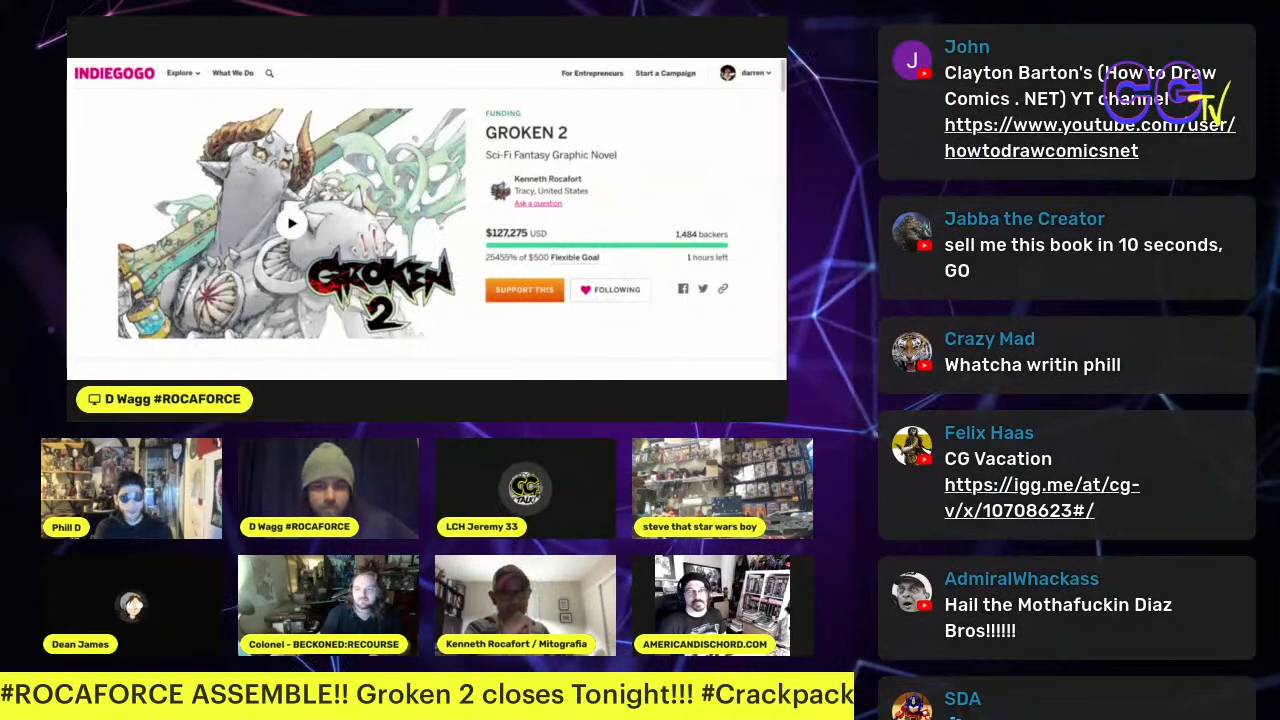 INDIEGOGO Explore What We Do For Entrepreneurs Start a Campaign darren
FUNDING
GROKEN 2
Sci-Fi Fantasy Graphic Novel
Kenneth Rocafort
Tracy, United States
Ask a question
$127,275 USD 1,484 backers
25455% of $500 Flexible Goal 1 hours left
SUPPORT THIS FOLLOWING
GROKEN
2
D Wagg #ROCAFORCE
Phill D
D Wagg #ROCAFORCE
CG
TALK!
LCH Jeremy 33
steve that star wars boy
Dean James
Colonel - BECKONED:RECOURSE
Kenneth Rocafort / Mitografia
AMERICANDISCHORD.COM
#ROCAFORCE ASSEMBLE!! Groken 2 closes Tonight!!! #Crackpack
J
John
Clayton Barton's (How to Draw
Comics . NET) YT channel
https://www.youtube.com/user/
howtodrawcomicsnet
CG TV
Jabba the Creator
sell me this book in 10 seconds,
GO
Crazy Mad
Whatcha writin phill
Felix Haas
CG Vacation
https://igg.me/at/cg-
v/x/10708623#/
AdmiralWhackass
Hail the Mothafuckin Diaz
Bros!!!!!!
SDA